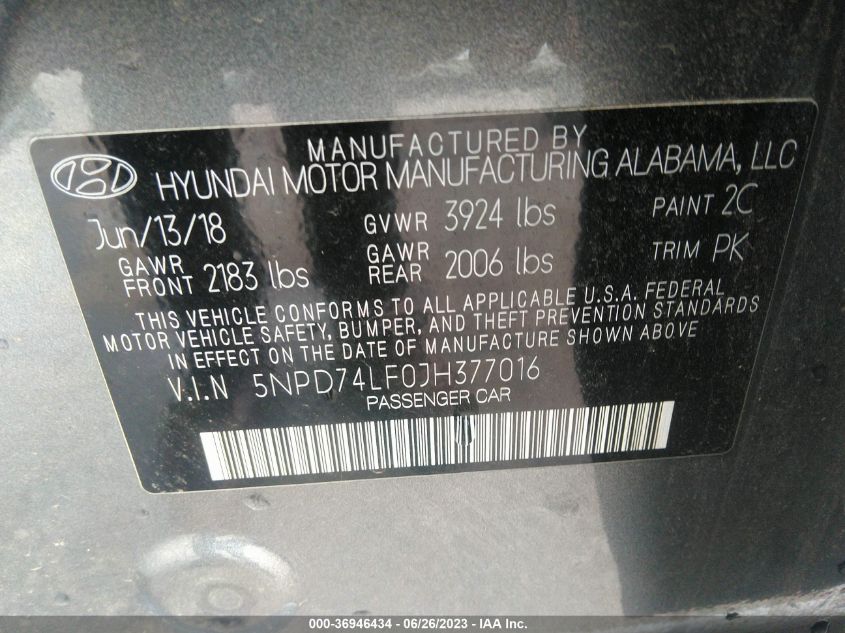 MANUFACTURED BY
HYUNDAI MOTOR MANUFACTURING ALABAMA, LLC
Jun/13/18 GVWR 3924 lbs PAINT 2C
GAWR FRONT 2183 lbs GAWR REAR 2006 lbs TRIM PK
THIS VEHICLE CONFORMS TO ALL APPLICABLE U.S.A. FEDERAL
MOTOR VEHICLE SAFETY, BUMPER, AND THEFT PREVENTION STANDARDS
IN EFFECT ON THE DATE OF MANUFACTURE SHOWN ABOVE
V.I.N 5NPD74LF0JH377016
PASSENGER CAR
000-36946434 - 06/26/2023 - IAA Inc.